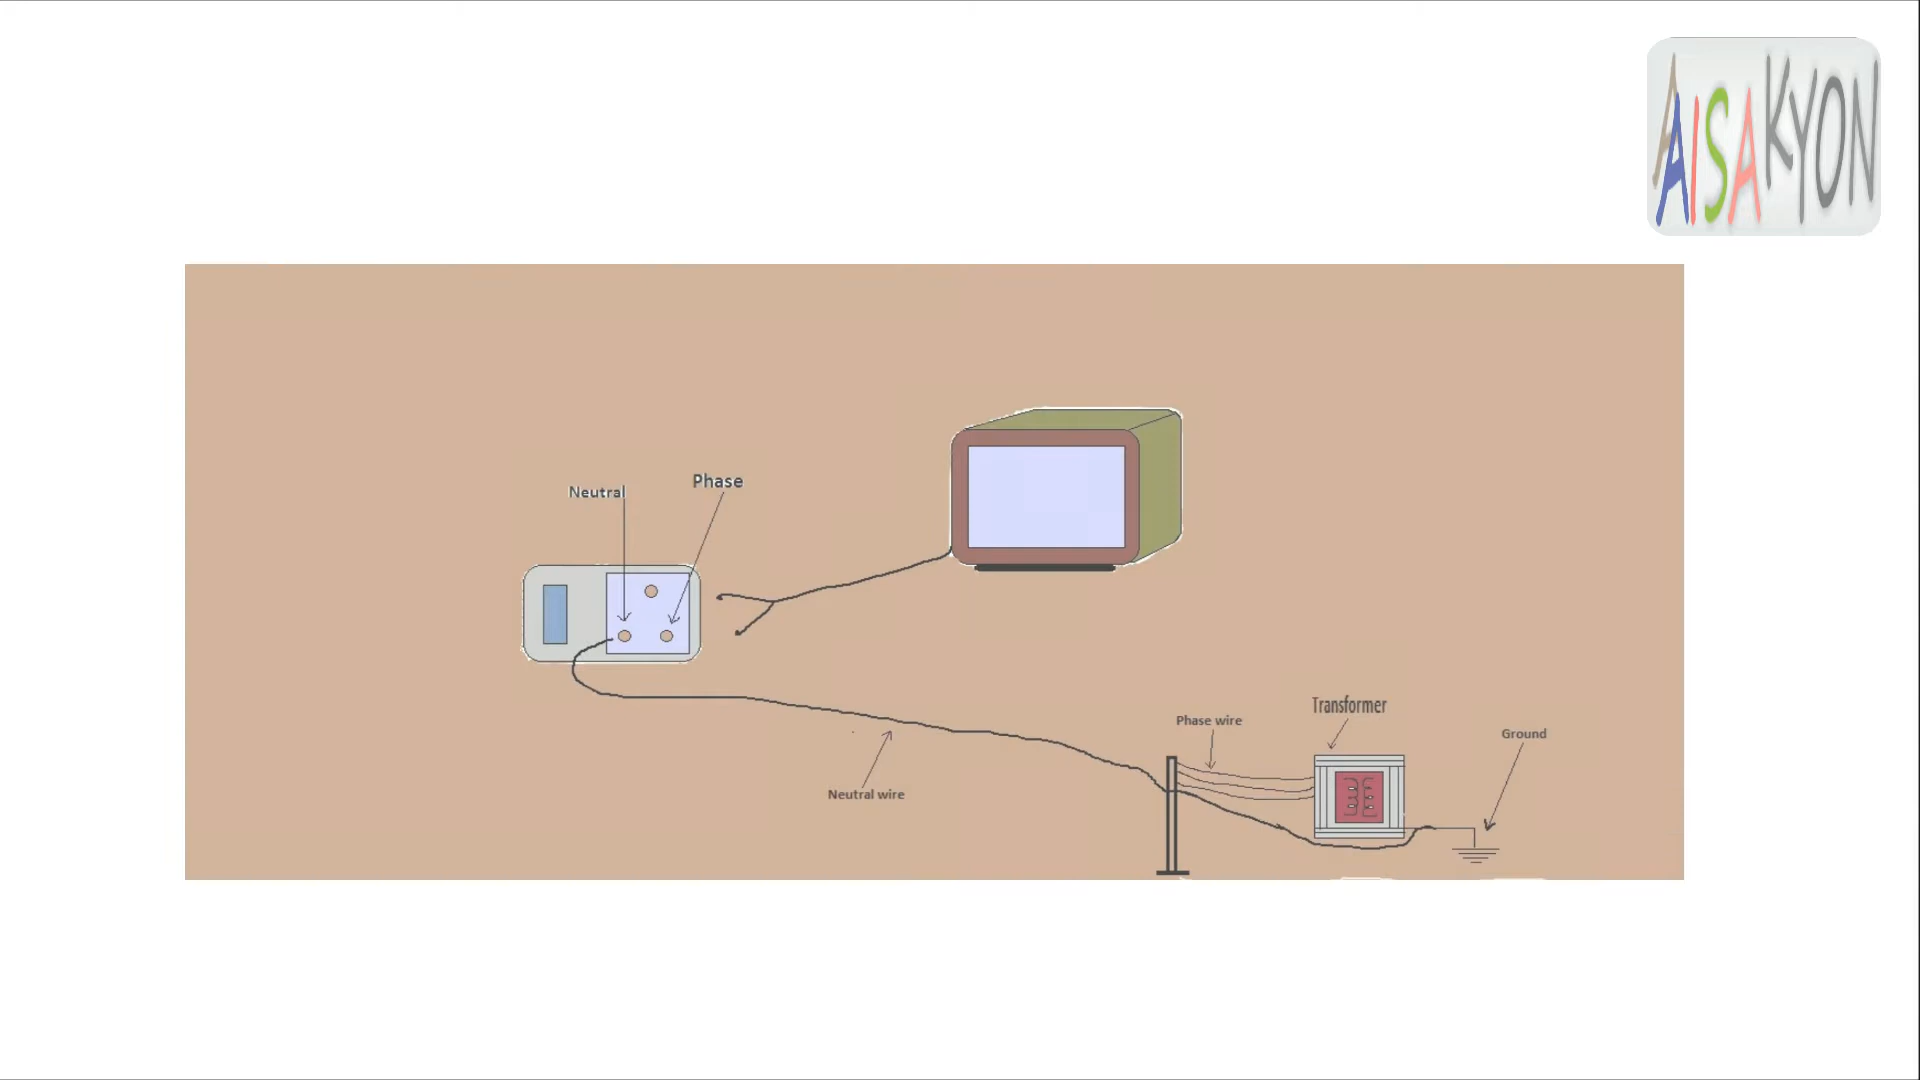 AISAKYON
Phase
Neutral
Transformer
Phase wire
Ground
Neutral wire